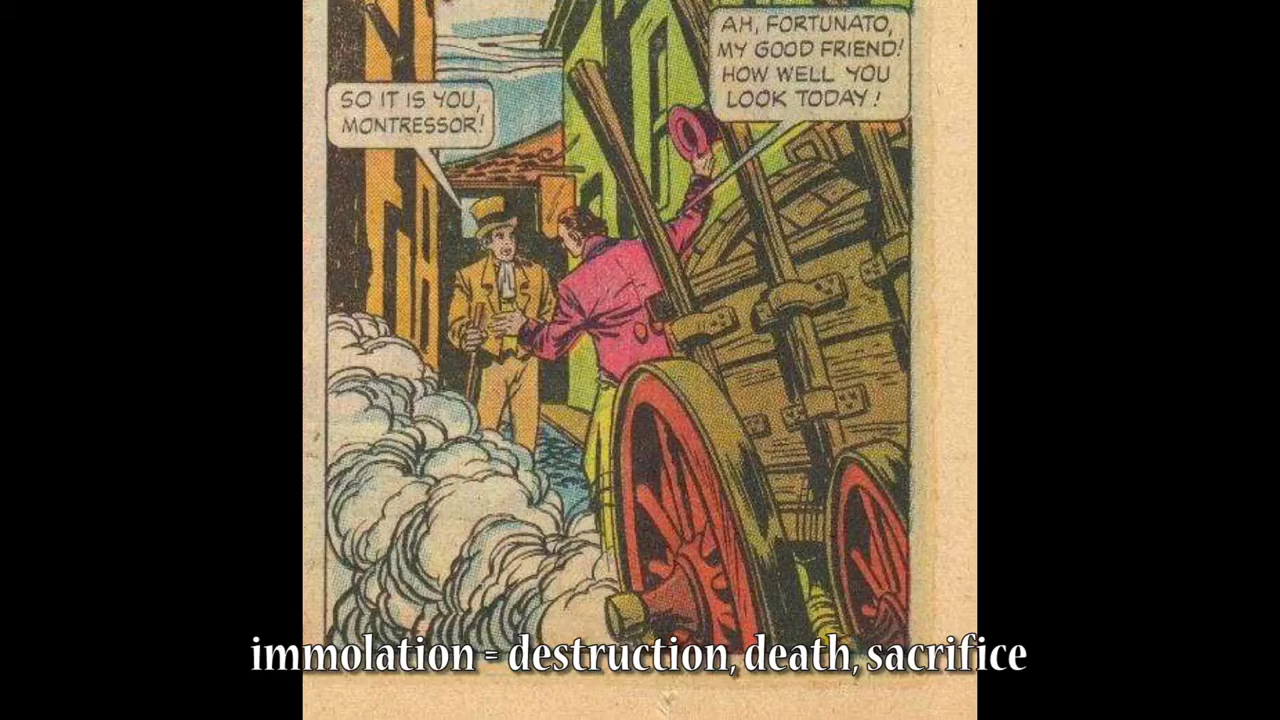 SO IT IS YOU,
MONTRESSOR!
AH, FORTUNATO,
MY GOOD FRIEND!
HOW WELL YOU
LOOK TODAY!
immolation = destruction, death, sacrifice